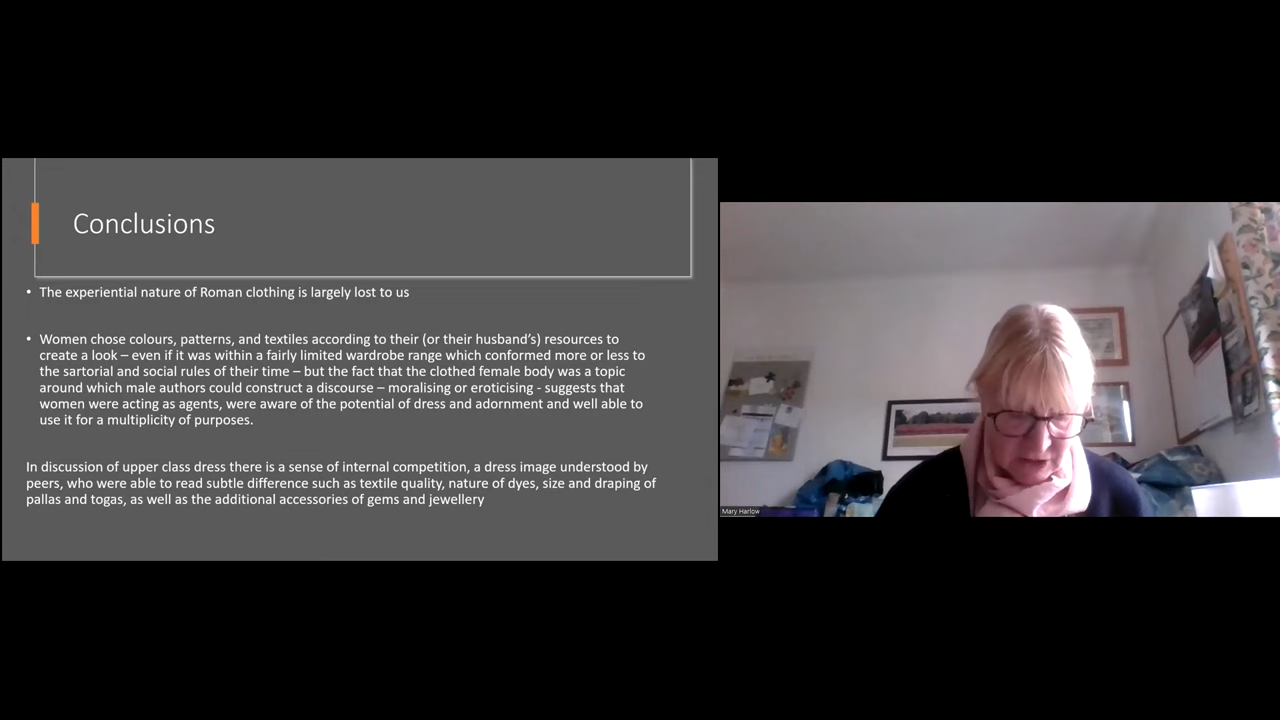 Conclusions
• The experiential nature of Roman clothing is largely lost to us
• Women chose colours, patterns, and textiles according to their (or their husband's) resources to
create a look – even if it was within a fairly limited wardrobe range which conformed more or less to
the sartorial and social rules of their time – but the fact that the clothed female body was a topic
around which male authors could construct a discourse – moralising or eroticising - suggests that
women were acting as agents, were aware of the potential of dress and adornment and well able to
use it for a multiplicity of purposes.
In discussion of upper class dress there is a sense of internal competition, a dress image understood by
peers, who were able to read subtle difference such as textile quality, nature of dyes, size and draping of
pallas and togas, as well as the additional accessories of gems and jewellery
Mary Harlow